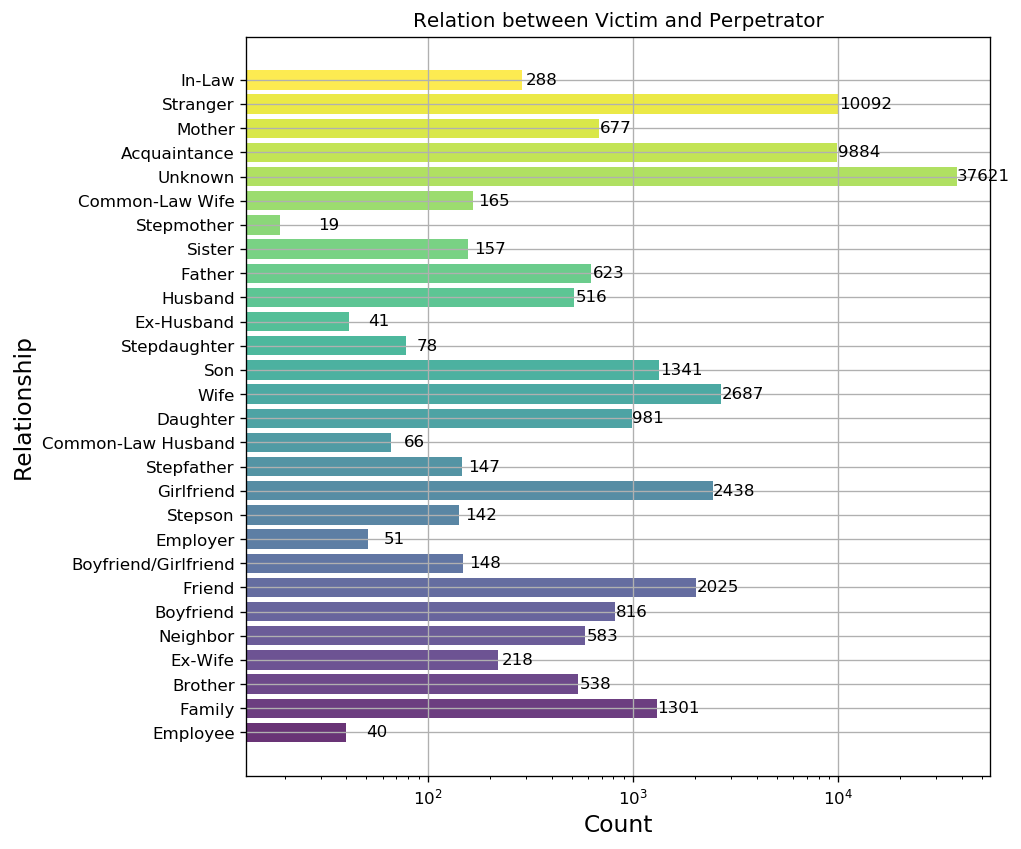 Relation between Victim and Perpetrator
In-Law 288
Stranger 10092
Mother 677
Acquaintance 9884
Unknown 37621
Common-Law Wife 165
Stepmother 19
Sister 157
Father 623
Husband 516
Ex-Husband 41
Stepdaughter 78
Son 1341
Wife 2687
Daughter 981
Common-Law Husband 66
Stepfather 147
Girlfriend 2438
Stepson 142
Employer 51
Boyfriend/Girlfriend 148
Friend 2025
Boyfriend 816
Neighbor 583
Ex-Wife 218
Brother 538
Family 1301
Employee 40
Relationship
10² 10³ 10⁴
Count